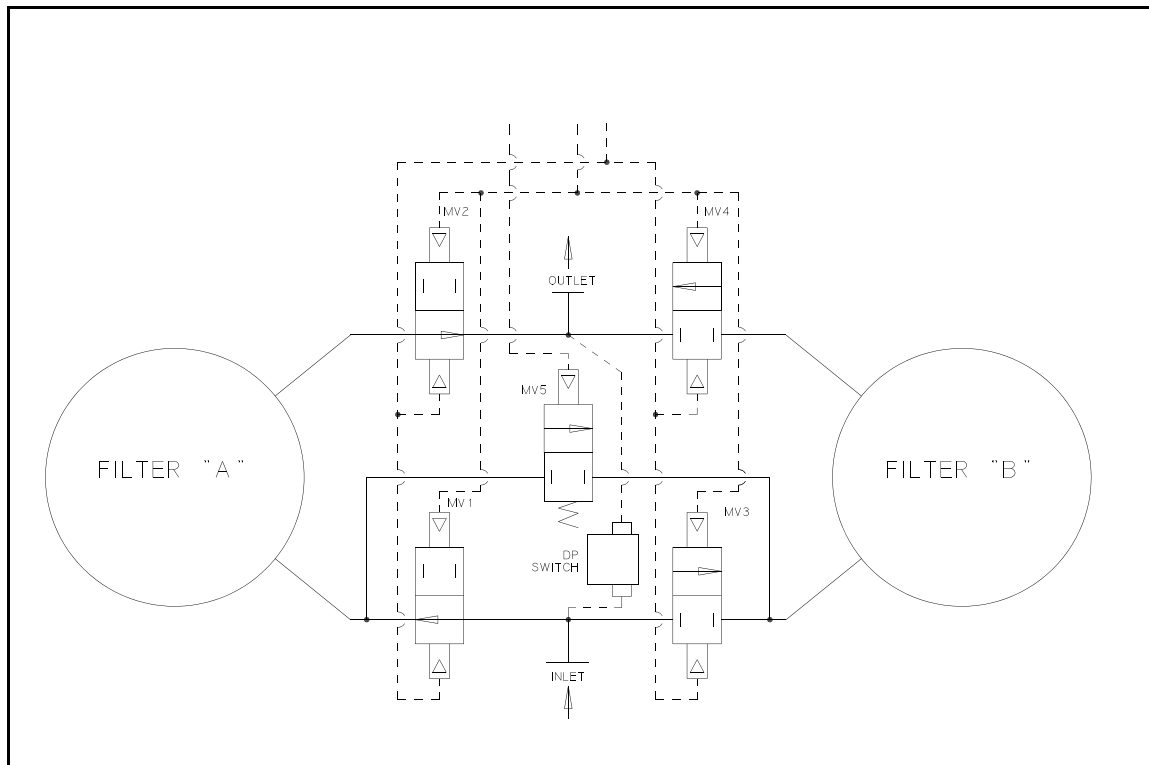 MV2
MV4
OUTLET
MV5
FILTER "A"
FILTER "B"
MV1
MV3
DP
SWITCH
INLET